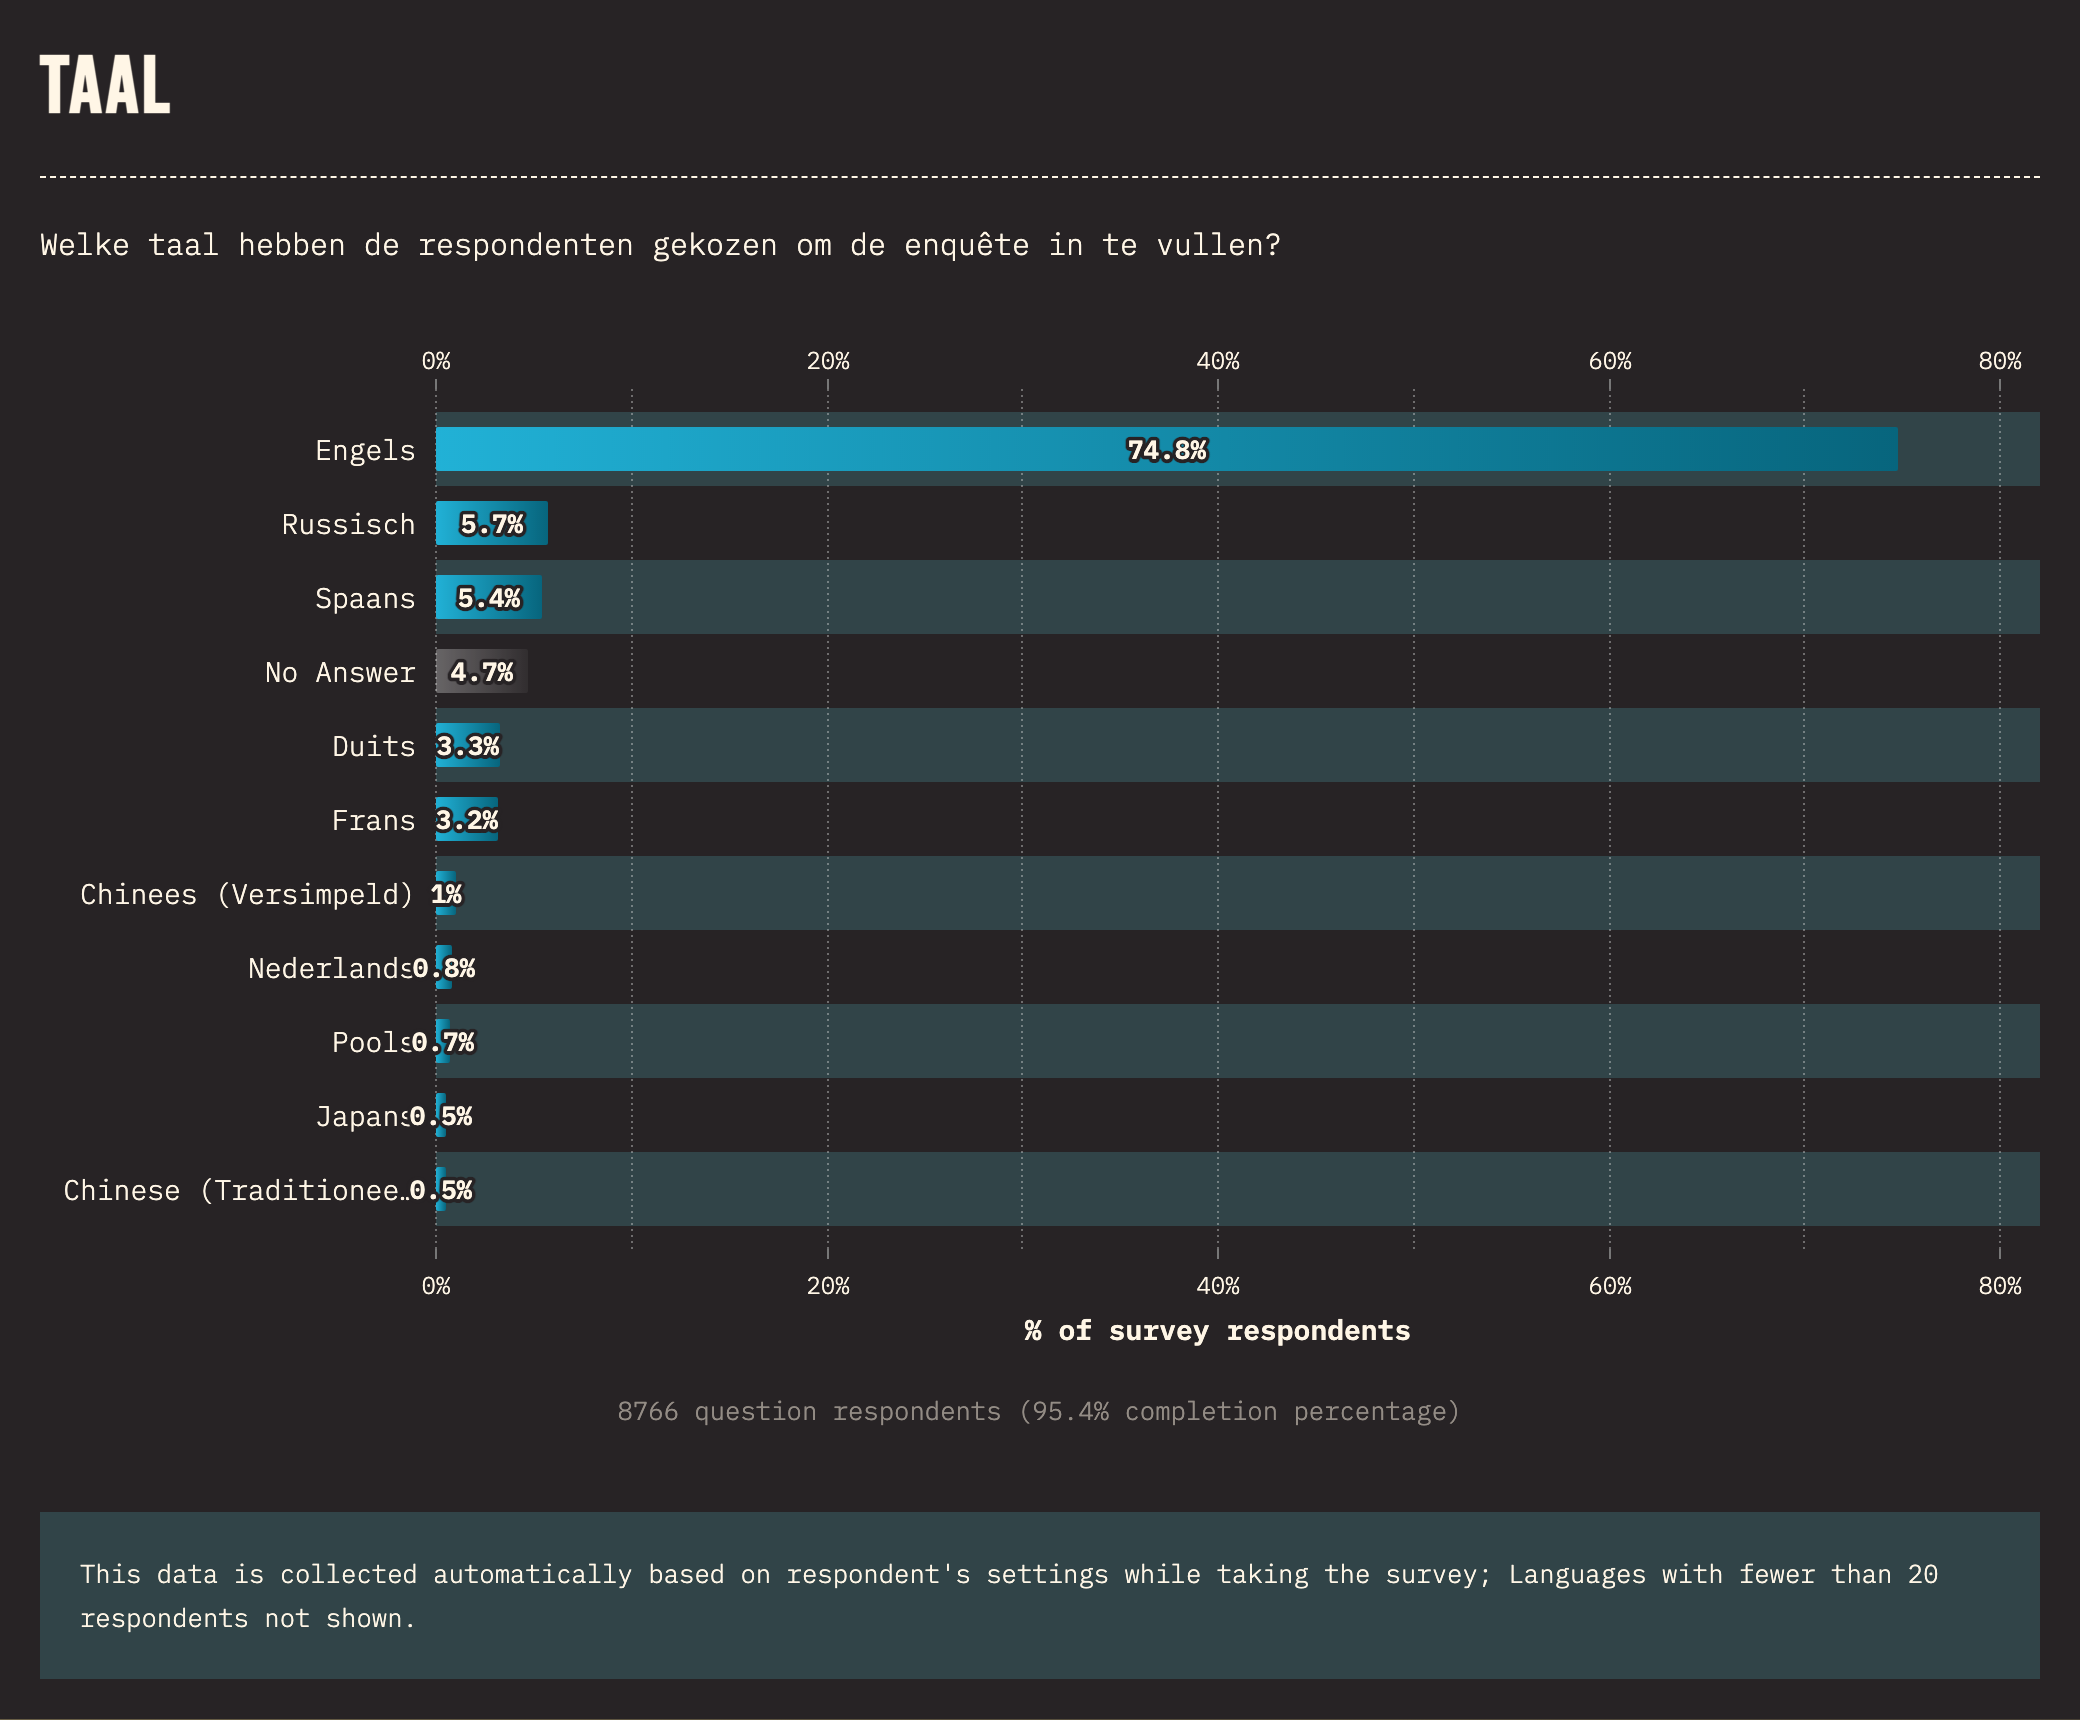 TAAL
Welke taal hebben de respondenten gekozen om de enquête in te vullen?
0% 20% 40% 60% 80%
Engels 74.8%
Russisch 5.7%
Spaans 5.4%
No Answer 4.7%
Duits 3.3%
Frans 3.2%
Chinees (Versimpeld) 1%
Nederlands 0.8%
Pools 0.7%
Japans 0.5%
Chinese (Traditionee… 0.5%
0% 20% 40% 60% 80%
% of survey respondents
8766 question respondents (95.4% completion percentage)
This data is collected automatically based on respondent's settings while taking the survey; Languages with fewer than 20
respondents not shown.